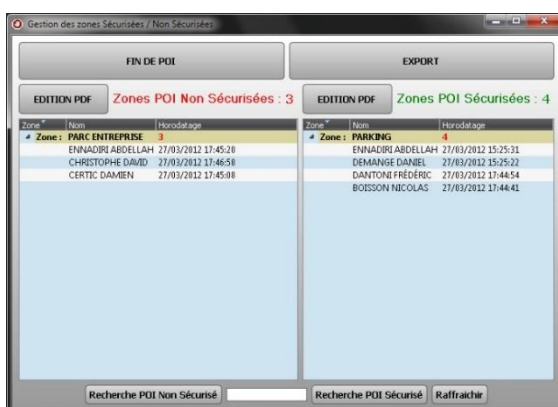 Gestion des zones Sécurisées / Non Sécurisées
FIN DE POI
EXPORT
EDITION PDF
Zones POI Non Sécurisées : 3
EDITION PDF
Zones POI Sécurisées : 4
Zone Nom Horodatage
Zone : PARC ENTREPRISE 3
ENNADIRI ABDELLAH 27/03/2012 17:45:20
CHRISTOPHE DAVID 27/03/2012 17:46:58
CERTIC DAMIEN 27/03/2012 17:45:08
Zone Nom Horodatage
Zone : PARKING 4
ENNADIRI ABDELLAH 27/03/2012 15:25:31
DEMANGE DANIEL 27/03/2012 15:25:22
DANTONI FRÉDÉRIC 27/03/2012 17:44:54
BOISSON NICOLAS 27/03/2012 17:44:41
Recherche POI Non Sécurisé
Recherche POI Sécurisé
Raffraichir